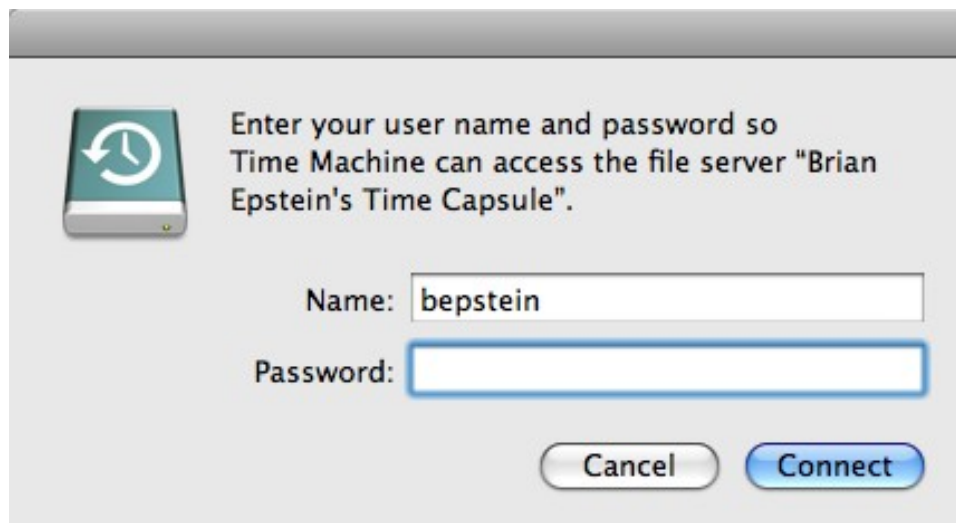 Enter your user name and password so
Time Machine can access the file server “Brian
Epstein's Time Capsule”.
Name: bepstein
Password:
Cancel Connect